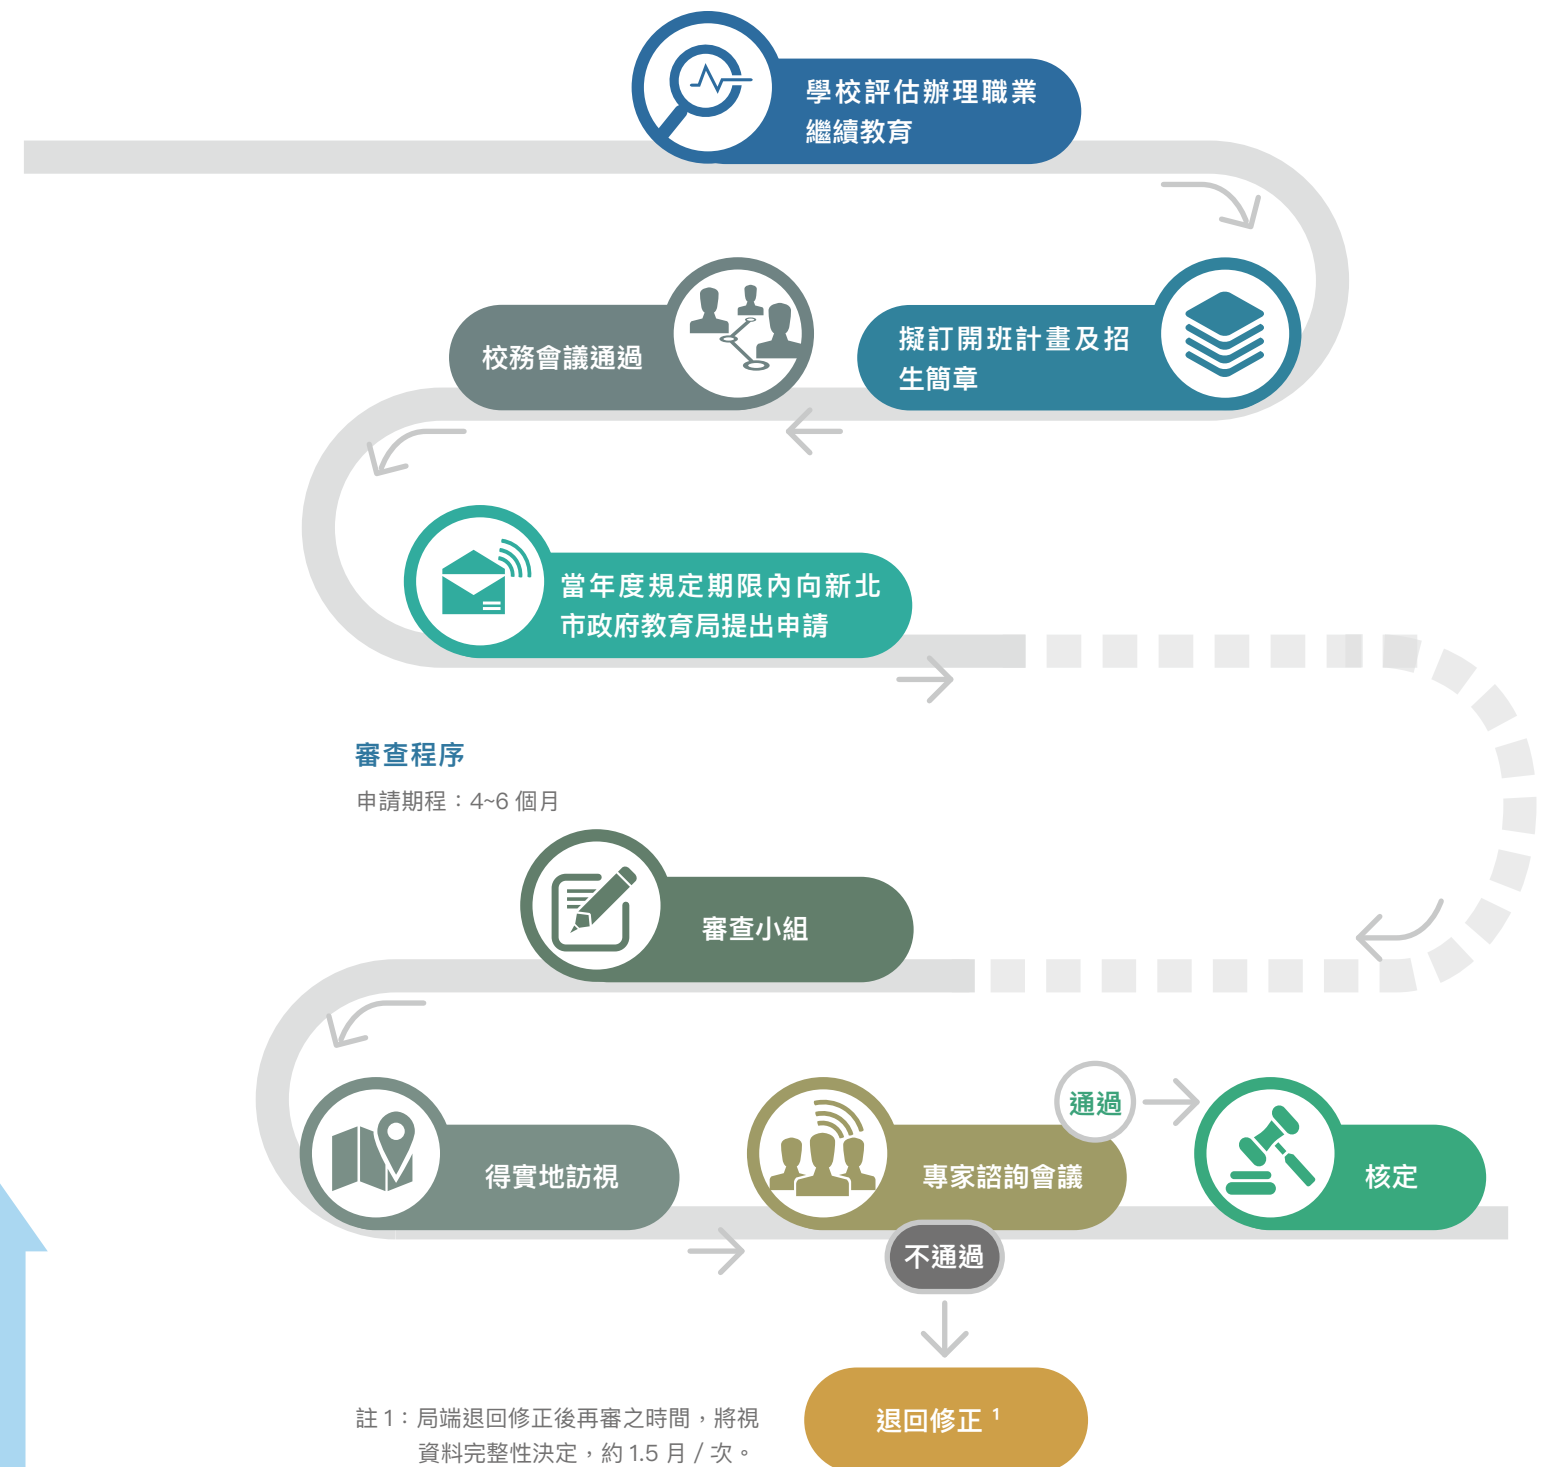 學校評估辦理職業
繼續教育
擬訂開班計畫及招
生簡章
校務會議通過
當年度規定期限內向新北
市政府教育局提出申請
審查程序
申請期程：4~6 個月
審查小組
得實地訪視
專家諮詢會議
通過
核定
不通過
退回修正 1
註 1：局端退回修正後再審之時間，將視
資料完整性決定，約 1.5 月 / 次。